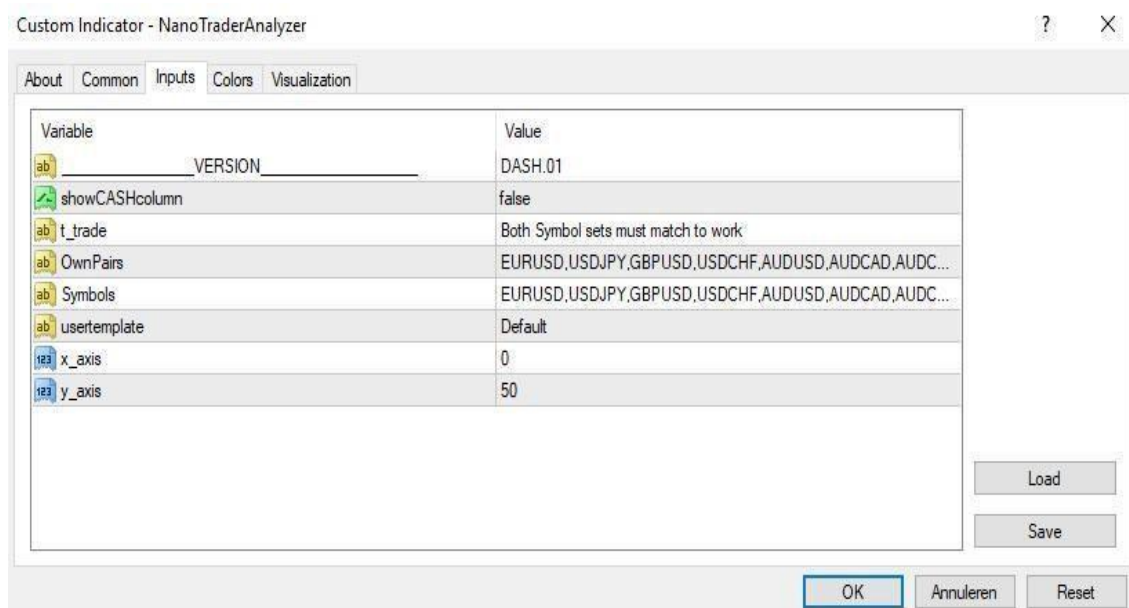 Custom Indicator - NanoTraderAnalyzer ? X
About Common Inputs Colors Visualization
Variable Value
ab ______________VERSION________________ DASH.01
showCASHcolumn false
ab t_trade Both Symbol sets must match to work
ab OwnPairs EURUSD,USDJPY,GBPUSD,USDCHF,AUDUSD,AUDCAD,AUDC...
ab Symbols EURUSD,USDJPY,GBPUSD,USDCHF,AUDUSD,AUDCAD,AUDC...
ab usertemplate Default
123 x_axis 0
123 y_axis 50
Load
Save
OK Annuleren Reset